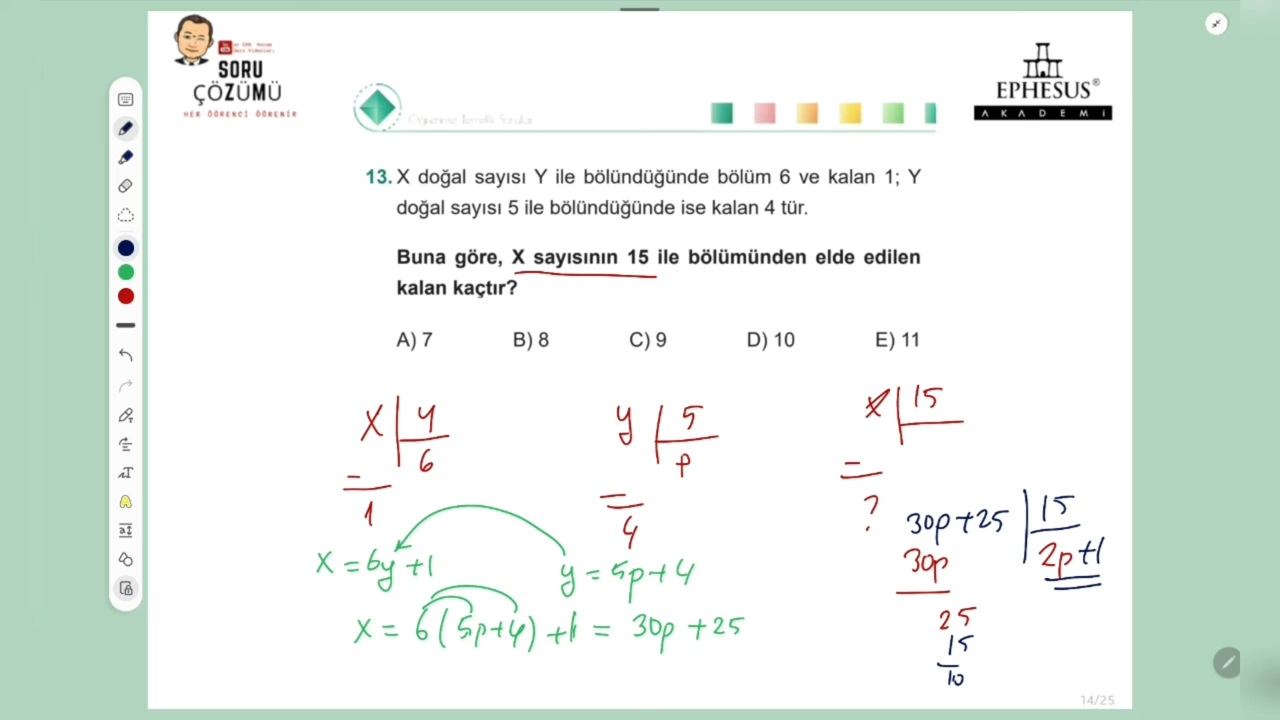 SORU
ÇÖZÜMÜ
HER ÖĞRENCİ ÖĞRENİR
EPHESUS®
AKADEMİ
Öğrenme Temelli Sorular
13. X doğal sayısı Y ile bölündüğünde bölüm 6 ve kalan 1; Y
doğal sayısı 5 ile bölündüğünde ise kalan 4 tür.
Buna göre, X sayısının 15 ile bölümünden elde edilen
kalan kaçtır?
A) 7 B) 8 C) 9 D) 10 E) 11
x 15
x y
y 5
6
p
=
=
=
1
4
?
30p+25 15
30p 2p+1
x = 6y+1
y = 5p+4
25
x = 6(5p+4)+1 = 30p+25
15
10
14/25